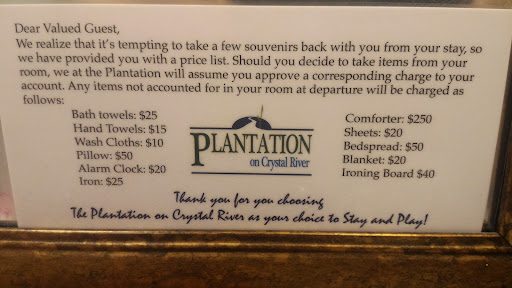 Dear Valued Guest,
We realize that it's tempting to take a few souvenirs back with you from your stay, so
we have provided you with a price list. Should you decide to take items from your
room, we at the Plantation will assume you approve a corresponding charge to your
account. Any items not accounted for in your room at departure will be charged as
follows:
Bath towels: $25
Hand Towels: $15
Wash Cloths: $10
Pillow: $50
Alarm Clock: $20
Iron: $25
PLANTATION
on Crystal River
Comforter: $250
Sheets: $20
Bedspread: $50
Blanket: $20
Ironing Board $40
Thank you for you choosing
The Plantation on Crystal River as your choice to Stay and Play!